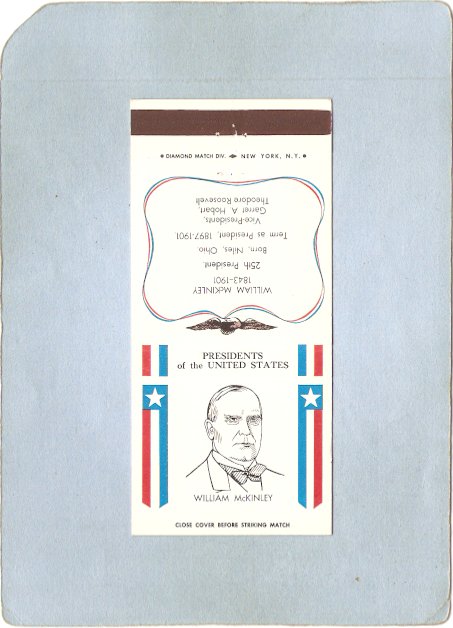 ● DIAMOND MATCH DIV. ◆ NEW YORK, N.Y. ●
WILLIAM McKINLEY
1843-1901
25th President.
Born, Niles, Ohio.
Term as President, 1897-1901.
Vice-Presidents,
Garret A. Hobart,
Theodore Roosevelt
PRESIDENTS
of the UNITED STATES
WILLIAM McKINLEY
CLOSE COVER BEFORE STRIKING MATCH